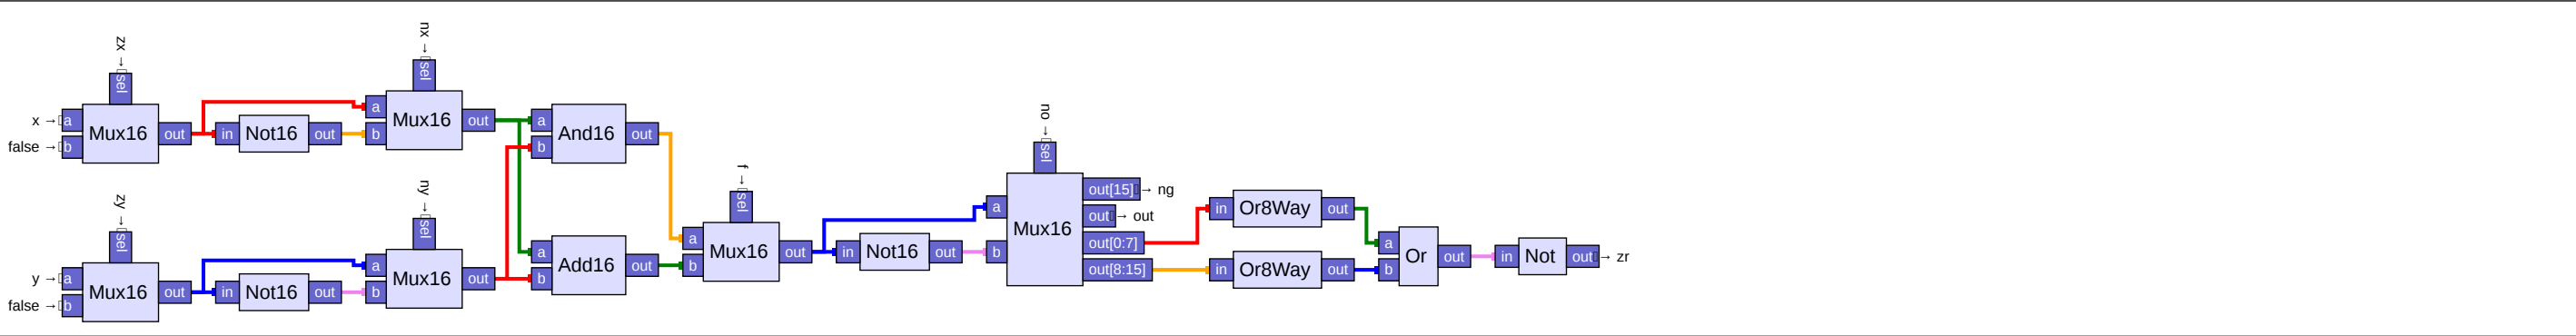 zx →
sel
x → a
false → b
Mux16
out
in
Not16
out
nx →
sel
a
b
Mux16
out
zy →
sel
y → a
false → b
Mux16
out
in
Not16
out
ny →
sel
a
b
Mux16
out
a
b
And16
out
a
b
Add16
out
f →
sel
a
b
Mux16
out
in
Not16
out
no →
sel
a
b
Mux16
out[15] → ng
out → out
out[0:7]
out[8:15]
in
Or8Way
out
in
Or8Way
out
a
b
Or
out
in
Not
out → zr